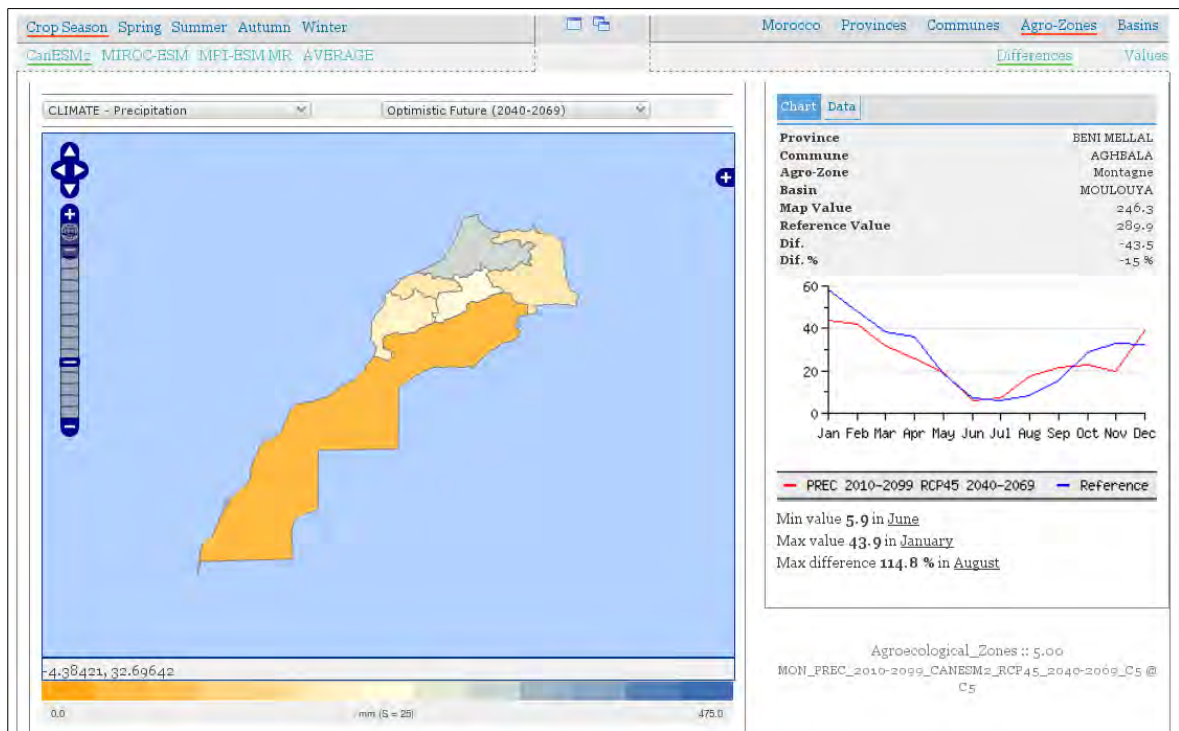 Crop Season Spring Summer Autumn Winter
Morocco Provinces Communes Agro-Zones Basins
CanESM2 MIROC-ESM MPI-ESM MR AVERAGE
Differences Values
CLIMATE - Precipitation
Optimistic Future (2040-2069)
Chart Data
Province BENI MELLAL
Commune AGHBALA
Agro-Zone Montagne
Basin MOULOUYA
Map Value 246.3
Reference Value 289.9
Dif. -43.5
Dif. % -15 %
60
40
20
0
Jan Feb Mar Apr May Jun Jul Aug Sep Oct Nov Dec
PREC 2010-2099 RCP45 2040-2069 Reference
Min value 5.9 in June
Max value 43.9 in January
Max difference 114.8 % in August
-4.38421, 32.69642
0.0 mm (S = 25) 475.0
Agroecological_Zones :: 5.00
MON_PREC_2010-2099_CANESM2_RCP45_2040-2069_C5 @
C5